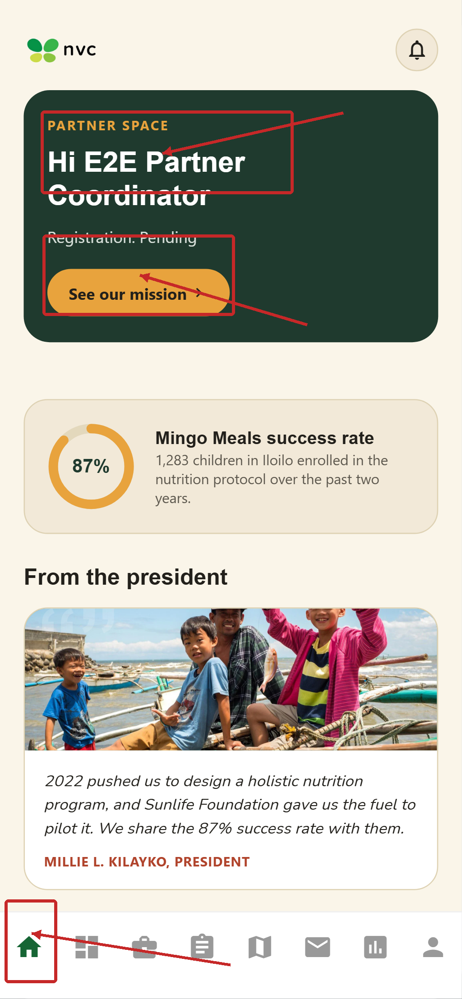 nvc
PARTNER SPACE
Hi E2E Partner
Coordinator
Registration: Pending
See our mission
87%
Mingo Meals success rate
1,283 children in Iloilo enrolled in the
nutrition protocol over the past two
years.
From the president
2022 pushed us to design a holistic nutrition
program, and Sunlife Foundation gave us the fuel to
pilot it. We share the 87% success rate with them.
MILLIE L. KILAYKO, PRESIDENT